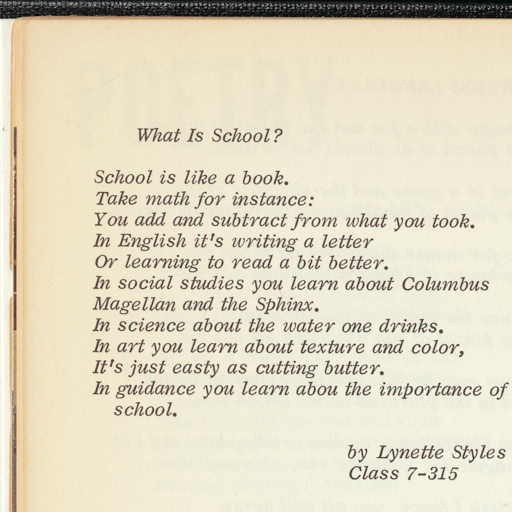 What Is School?
School is like a book.
Take math for instance:
You add and subtract from what you took.
In English it's writing a letter
Or learning to read a bit better.
In social studies you learn about Columbus
Magellan and the Sphinx.
In science about the water one drinks.
In art you learn about texture and color,
It's just easty as cutting butter.
In guidance you learn abou the importance of
school.
by Lynette Styles
Class 7-315